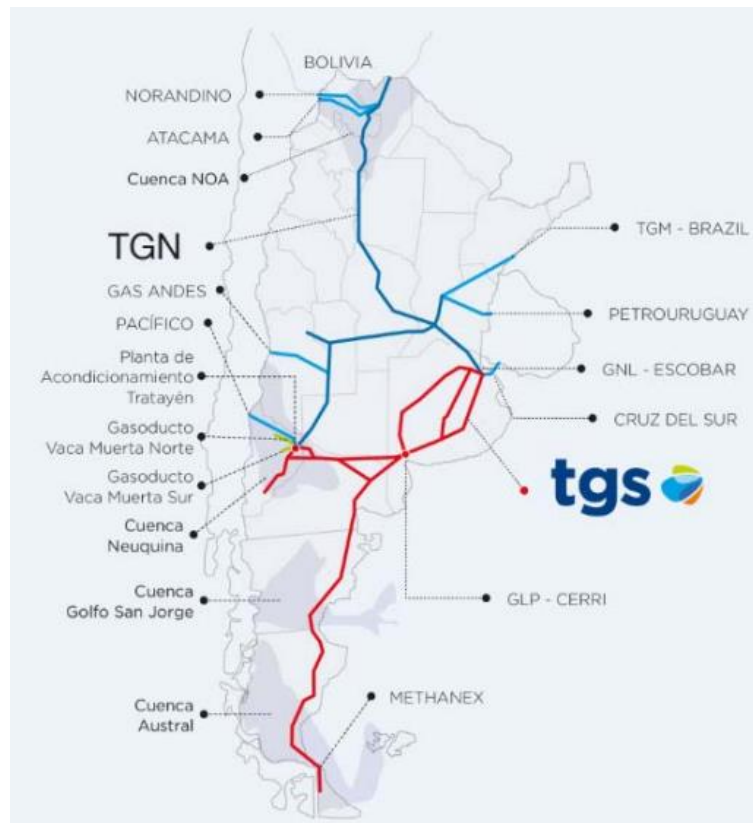 BOLIVIA
NORANDINO
ATACAMA
Cuenca NOA
TGN
TGM - BRAZIL
GAS ANDES
PACÍFICO
PETROURUGUAY
Planta de
Acondicionamiento
Tratayén
GNL - ESCOBAR
CRUZ DEL SUR
Gasoducto
Vaca Muerta Norte
Gasoducto
Vaca Muerta Sur
tgs
Cuenca
Neuquina
Cuenca
Golfo San Jorge
GLP - CERRI
Cuenca
Austral
METHANEX